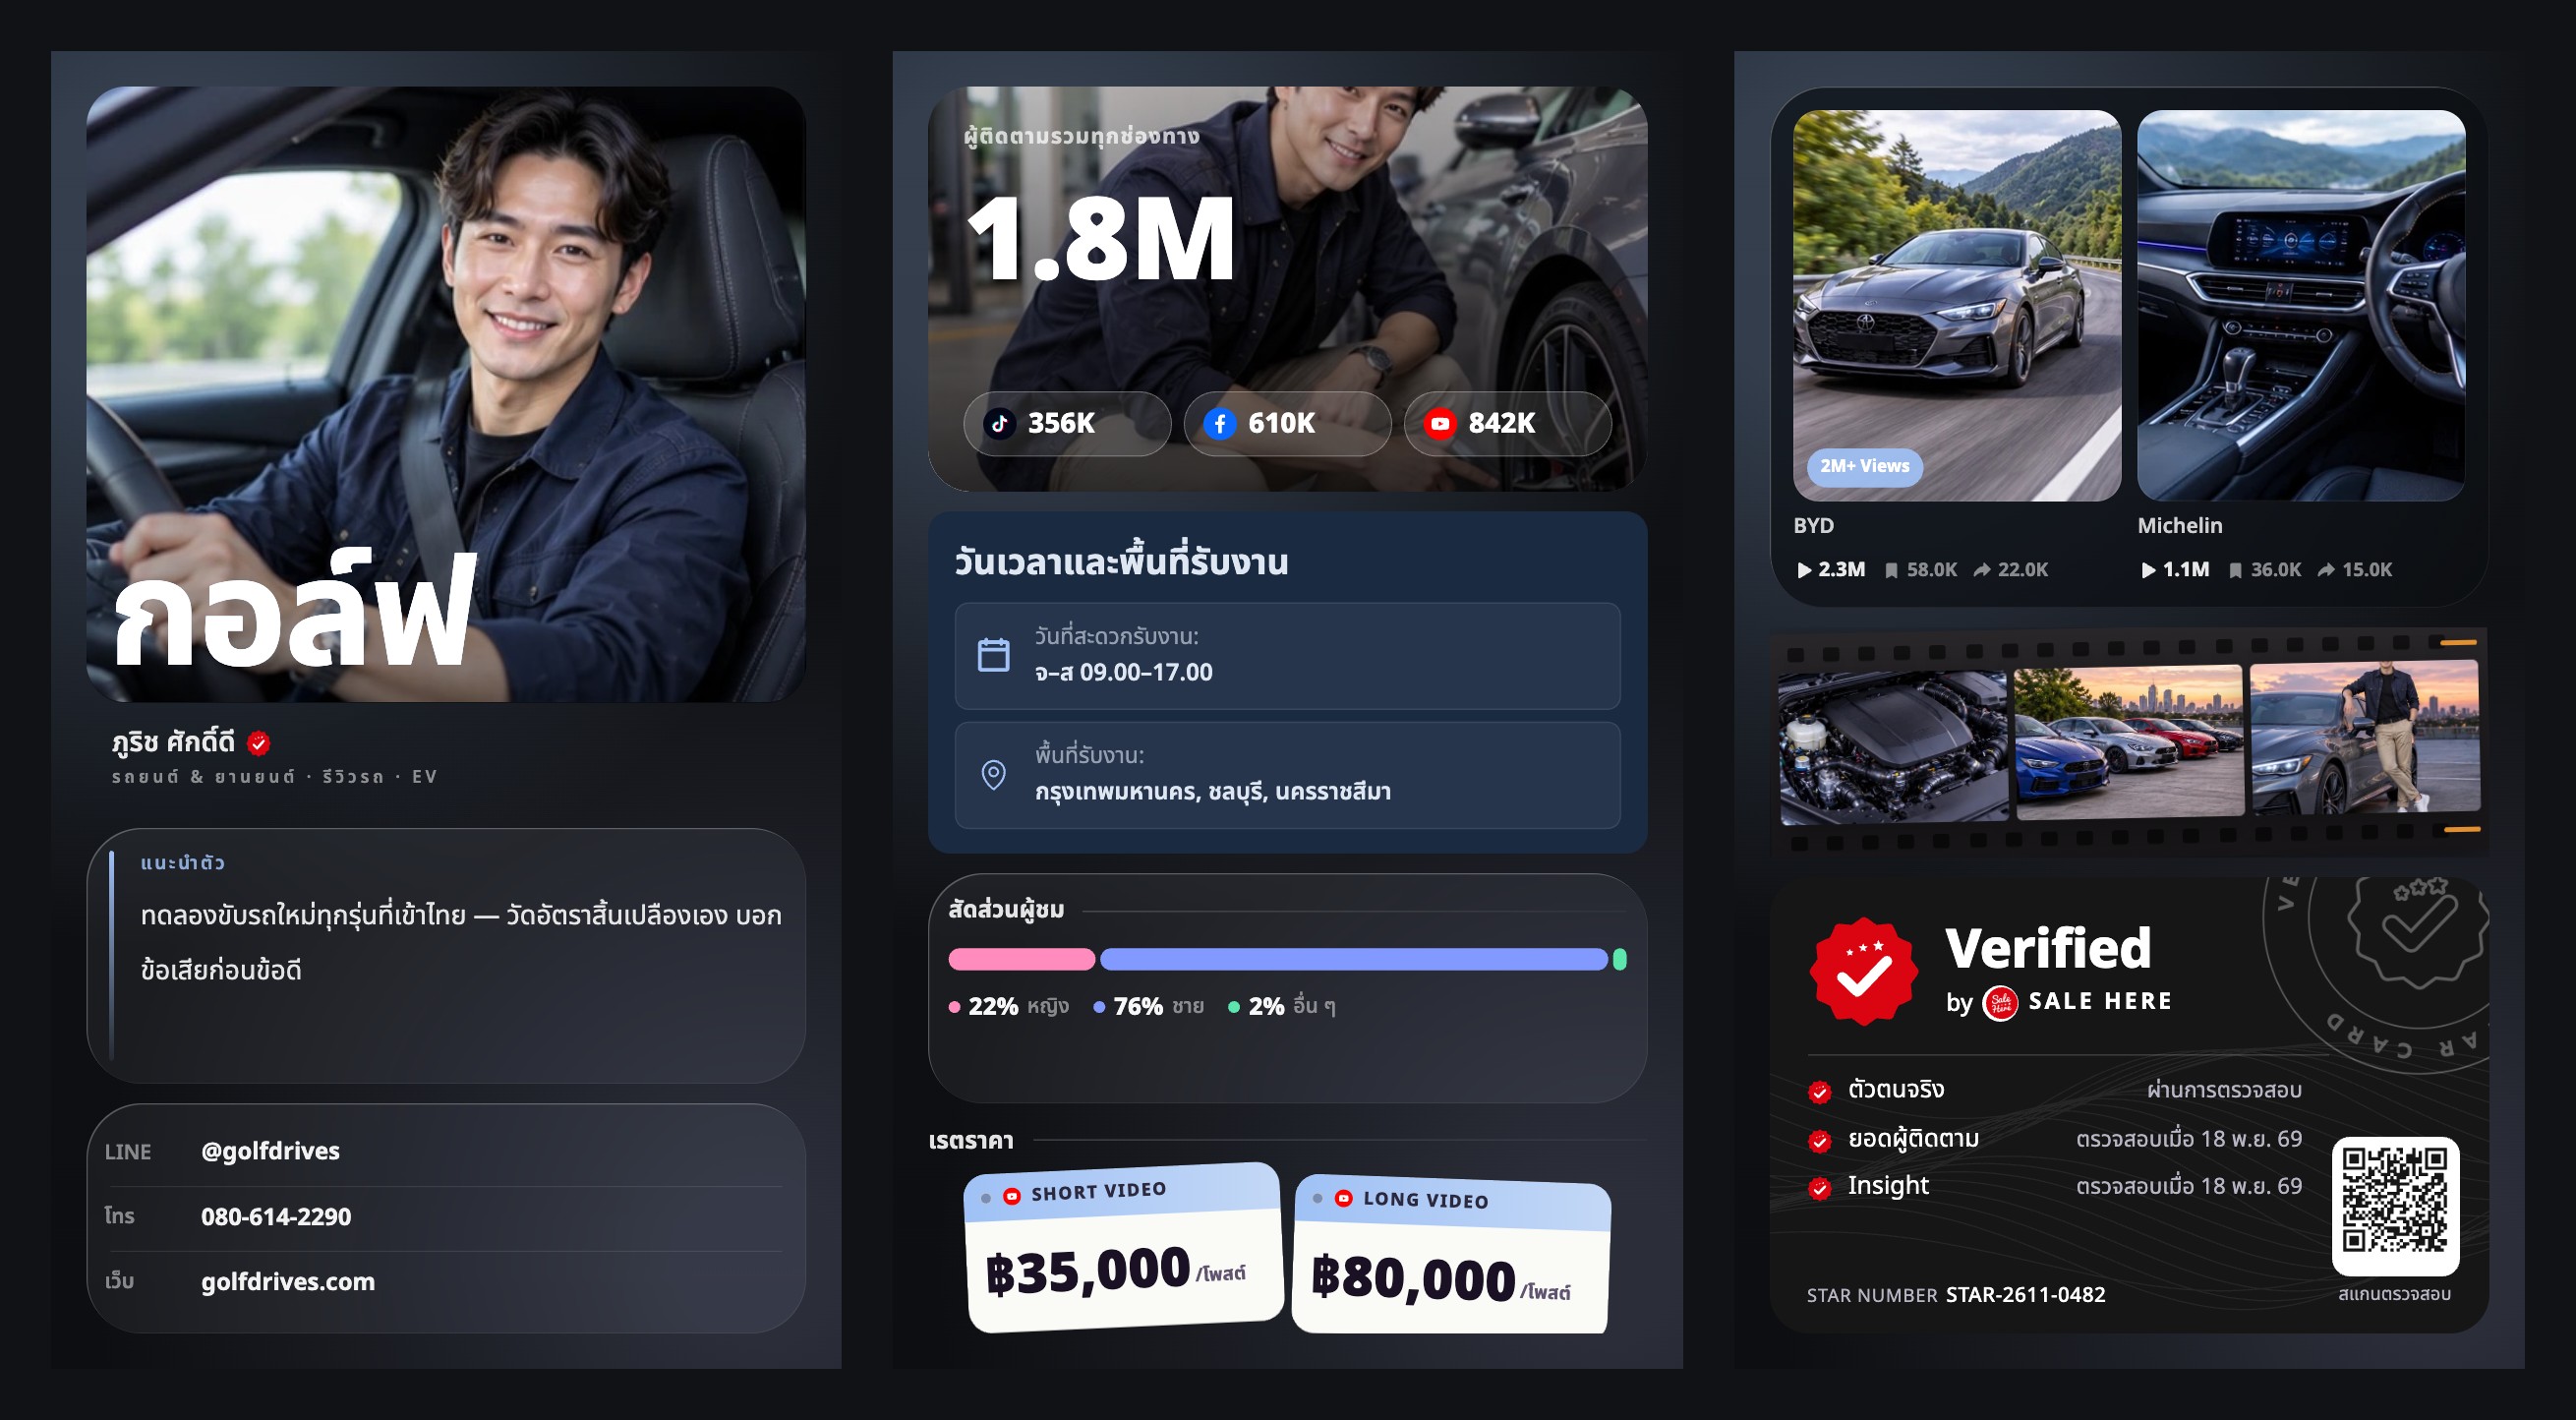 กอล์ฟ
ภูริช ศักดิ์ดี
รถยนต์ & ยานยนต์ · รีวิวรถ · EV
แนะนำตัว
ทดลองขับรถใหม่ทุกรุ่นที่เข้าไทย — วัดอัตราสิ้นเปลืองเอง บอก
ข้อเสียก่อนข้อดี
LINE @golfdrives
โทร 080-614-2290
เว็บ golfdrives.com
ผู้ติดตามรวมทุกช่องทาง
1.8M
356K 610K 842K
วันเวลาและพื้นที่รับงาน
วันที่สะดวกรับงาน:
จ–ส 09.00–17.00
พื้นที่รับงาน:
กรุงเทพมหานคร, ชลบุรี, นครราชสีมา
สัดส่วนผู้ชม
22% หญิง 76% ชาย 2% อื่น ๆ
เรตราคา
SHORT VIDEO
฿35,000 /โพสต์
LONG VIDEO
฿80,000 /โพสต์
2M+ Views
BYD
2.3M 58.0K 22.0K
Michelin
1.1M 36.0K 15.0K
Verified
by Sale Here SALE HERE
AR CARD
ตัวตนจริง ผ่านการตรวจสอบ
ยอดผู้ติดตาม ตรวจสอบเมื่อ 18 พ.ย. 69
Insight ตรวจสอบเมื่อ 18 พ.ย. 69
STAR NUMBER STAR-2611-0482
สแกนตรวจสอบ